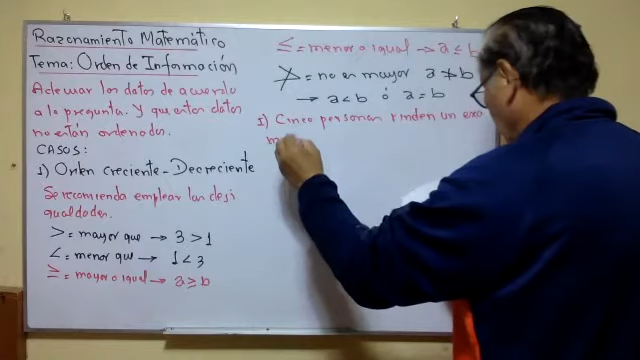 Razonamiento Matemático
Tema: Orden de Información
Adecuar los datos de acuerdo
a la pregunta. Y que estos datos
no están ordenados.
CASOS:
1) Orden creciente - Decreciente
Se recomienda emplear las desi
gualdades.
> = mayor que → 3 > 1
< = menor que → 1 < 3
≥ = mayor o igual → a ≥ b
≤ = menor o igual → a ≤ b
≯ = no es mayor a ≯ b
→ a < b ó a = b
1) Cinco personas rinden un exa